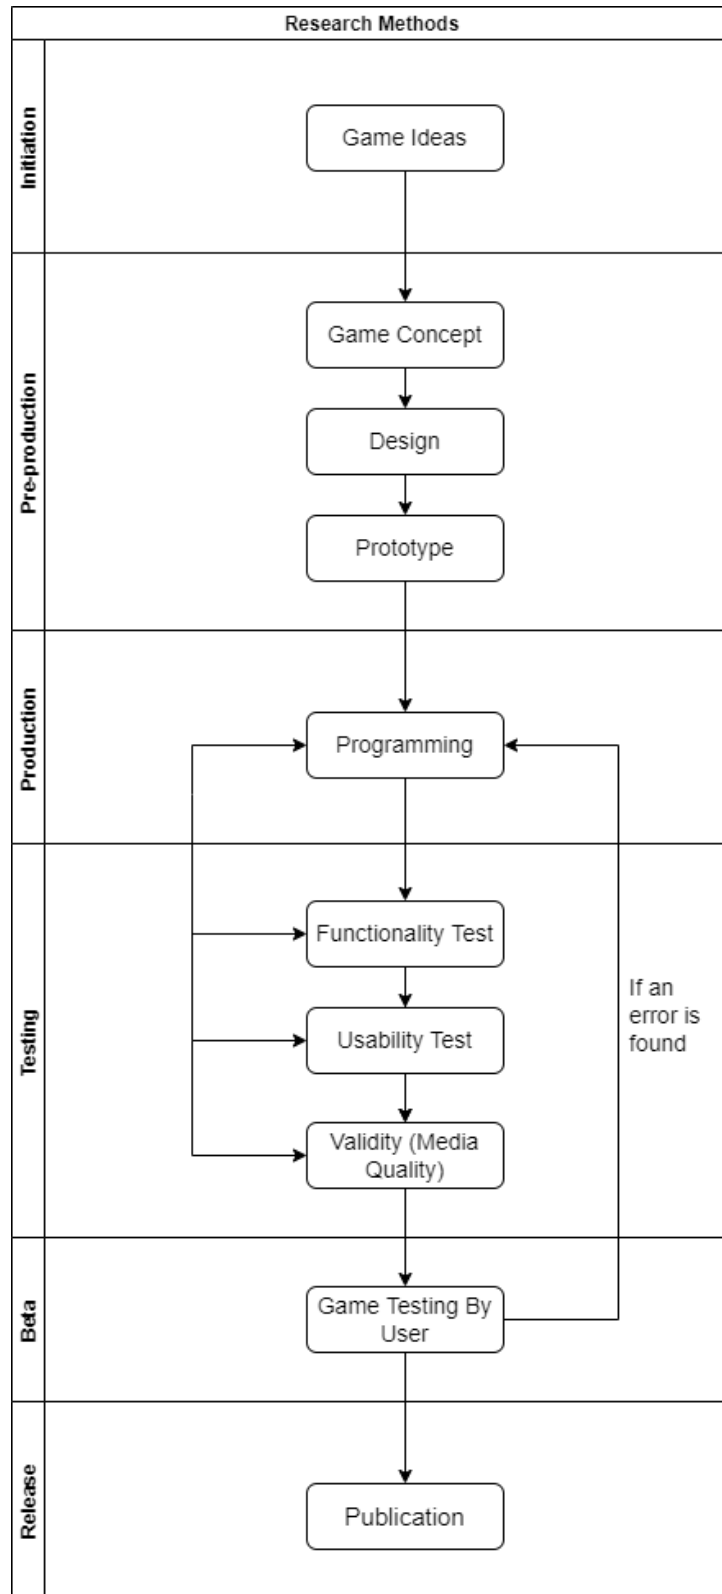 Research Methods
Initiation
Game Ideas
Pre-production
Game Concept
Design
Prototype
Production
Programming
Testing
Functionality Test
Usability Test
Validity (Media
Quality)
If an
error is
found
Beta
Game Testing By
User
Release
Publication